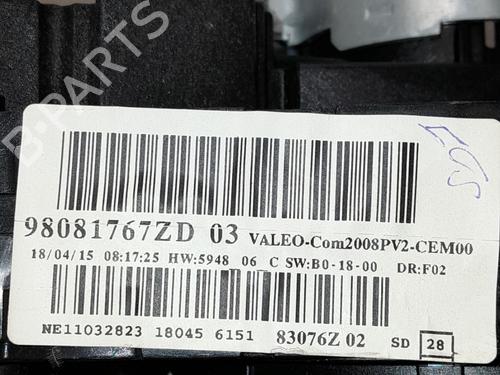 B-PARTS
98081767ZD 03 VALEO-Com2008PV2-CEM00
18/04/15 08:17:25 HW:5948 06 C SW:B0-18-00 DR:F02
NE11032823 18045 6151 83076Z 02 SD 28